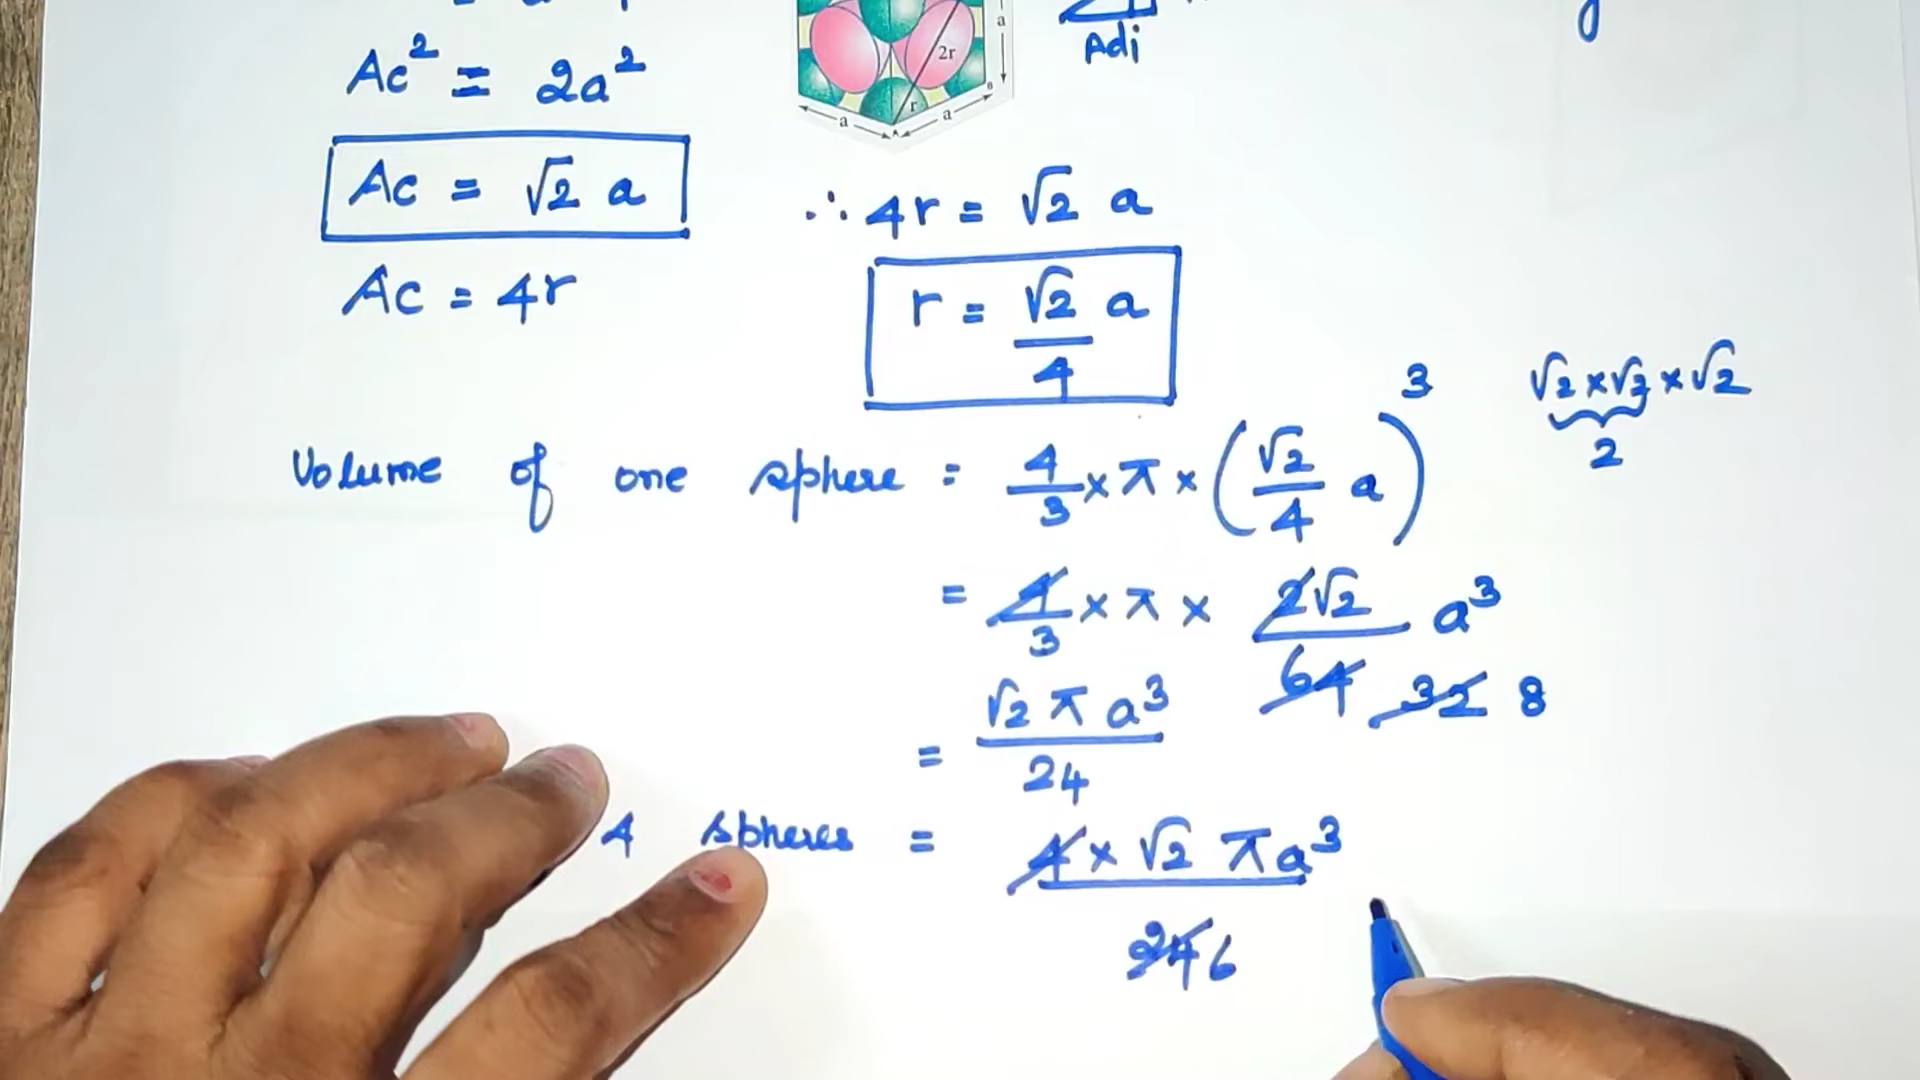 Ac² = 2a²
Ac = √2 a
Ac = 4r
a
2r
r
a
a
A
B
Adj
∴ 4r = √2 a
r = √2/4 a
√2 × √2 × √2
2
Volume of one sphere = 4/3 × π × (√2/4 a)³
= 4/3 × π × 2√2/64 a³
32 8
= √2 π a³/24
4 spheres = 4 × √2 π a³/24 6